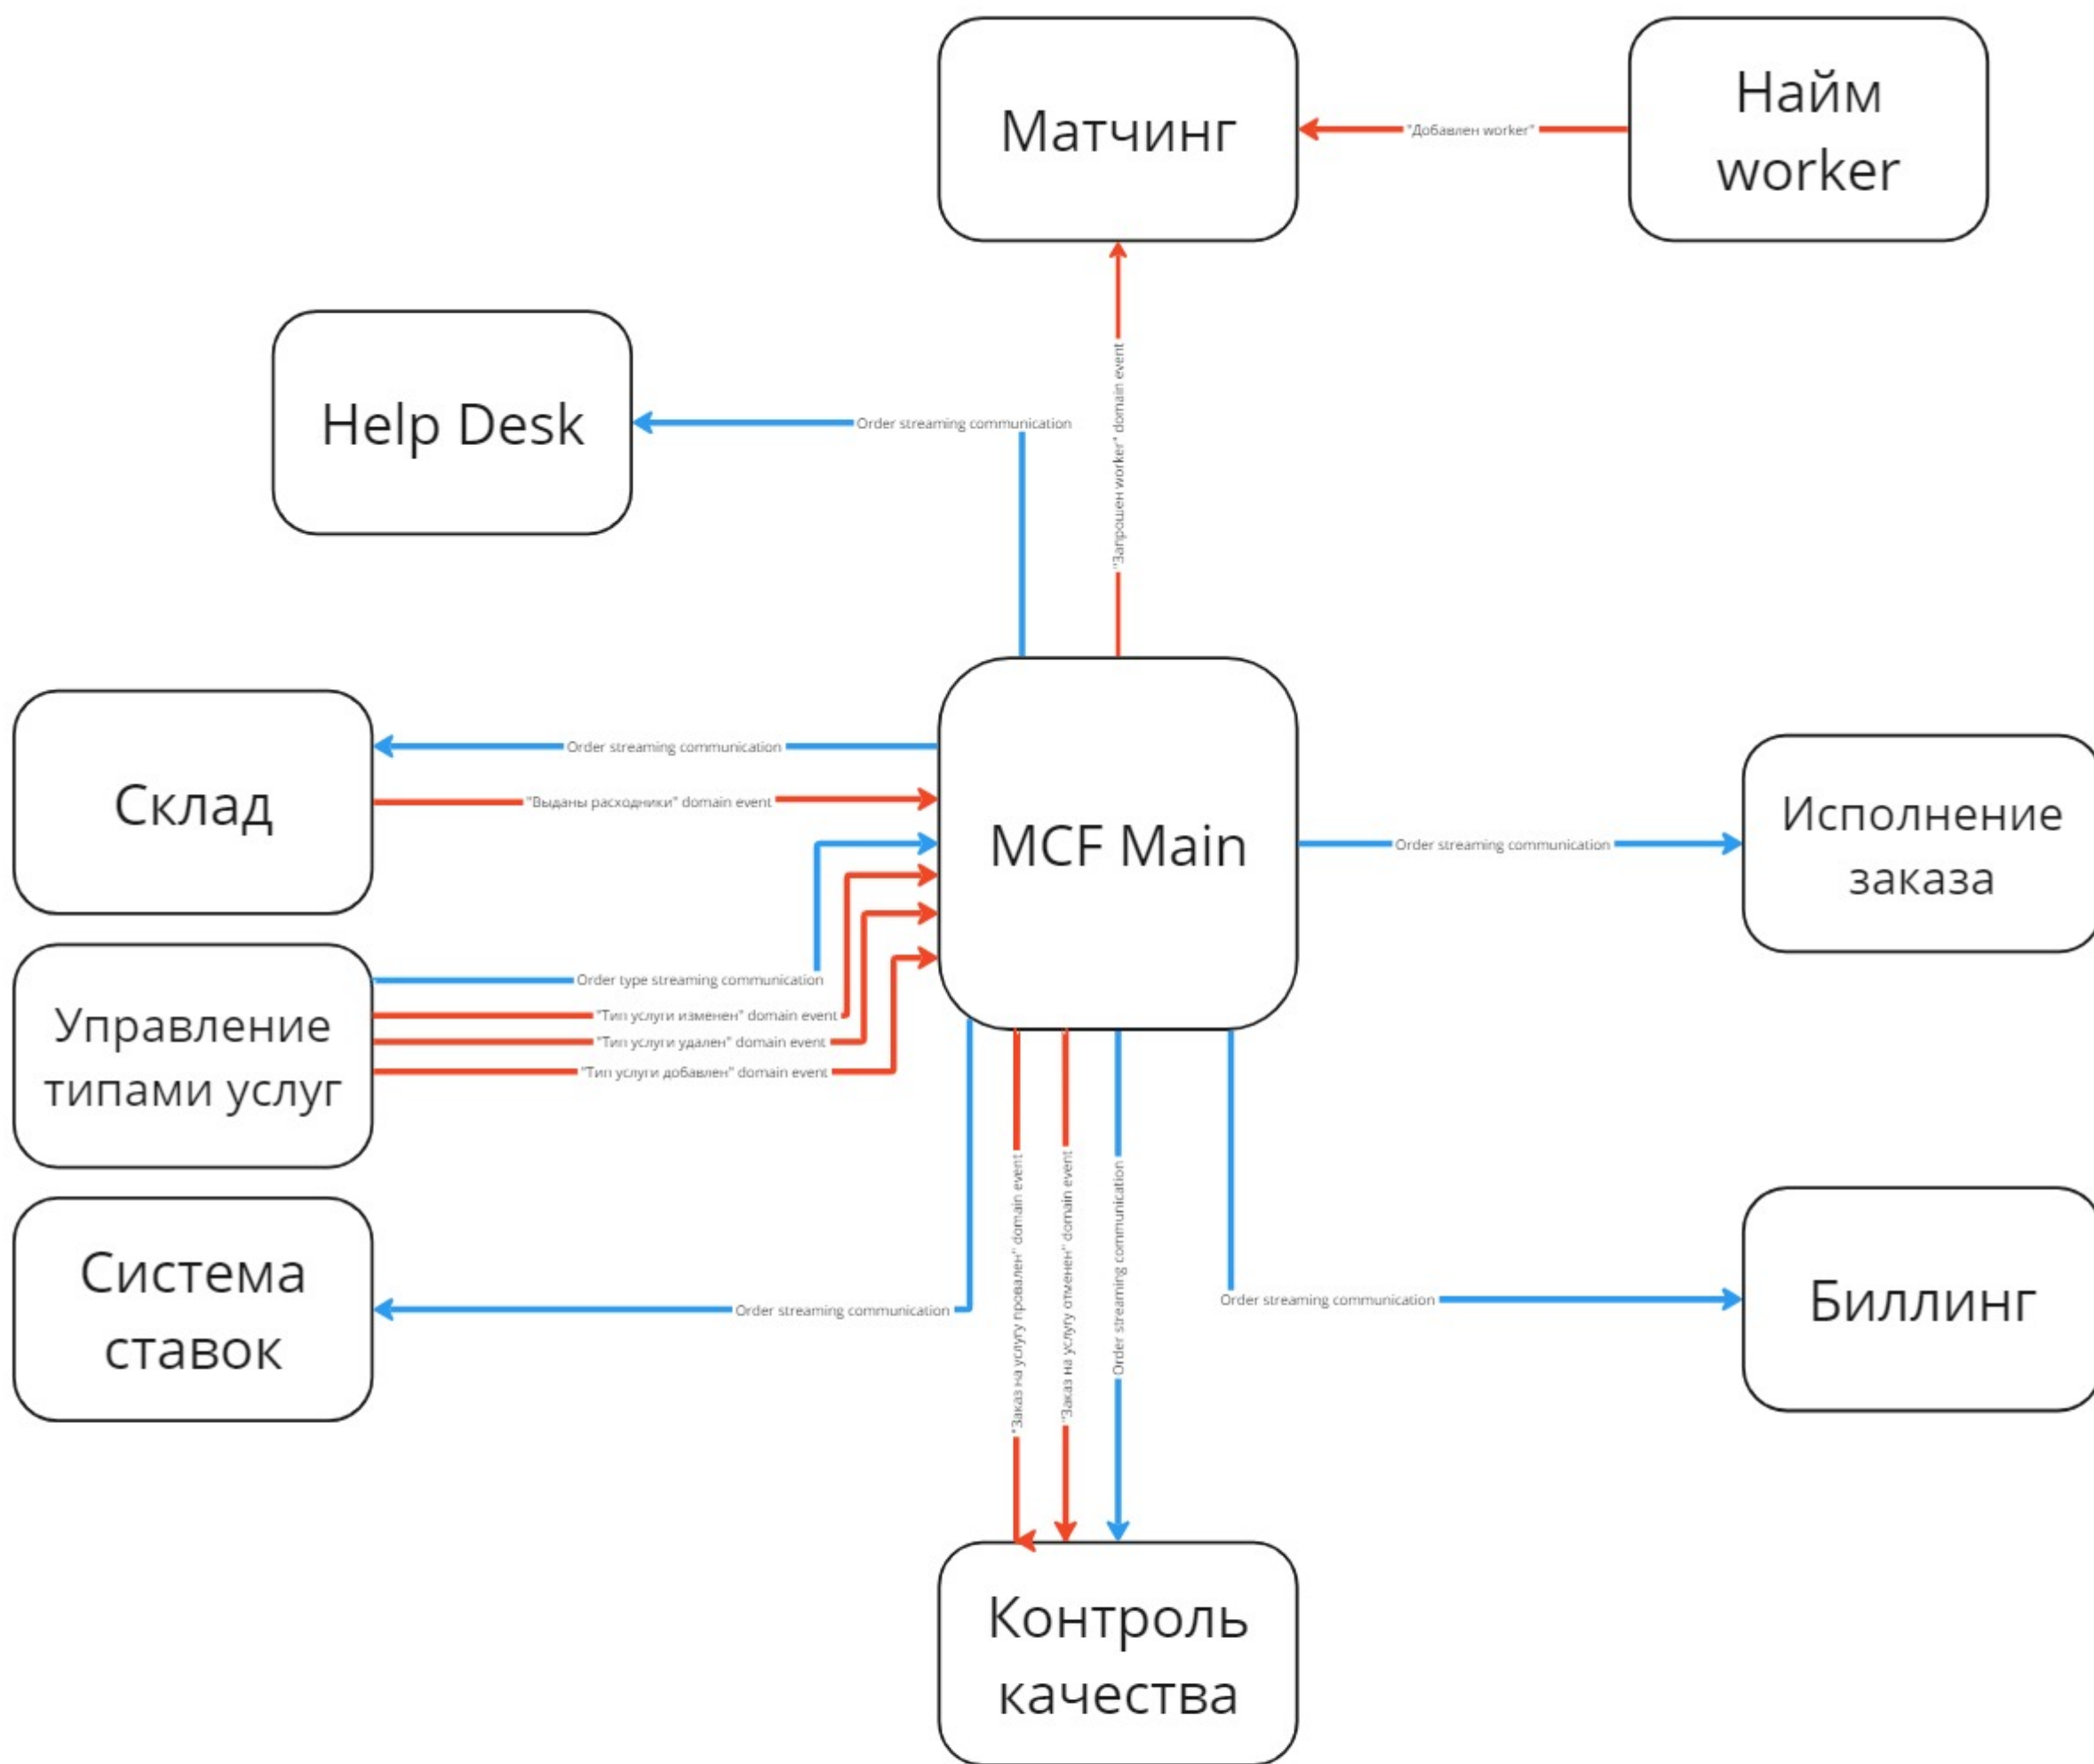 Матчинг
"Добавлен worker"
Найм
worker
Help Desk
Order streaming communication
"Запрошен worker" domain event
Склад
Order streaming communication
"Выданы расходники" domain event
MCF Main
Order streaming communication
Исполнение
заказа
Управление
типами услуг
Order type streaming communication
"Тип услуги изменен" domain event
"Тип услуги удален" domain event
"Тип услуги добавлен" domain event
Система
ставок
Order streaming communication
"Заказ на услугу провален" domain event
"Заказ на услугу отменен" domain event
Order streaming communication
Order streaming communication
Биллинг
Контроль
качества